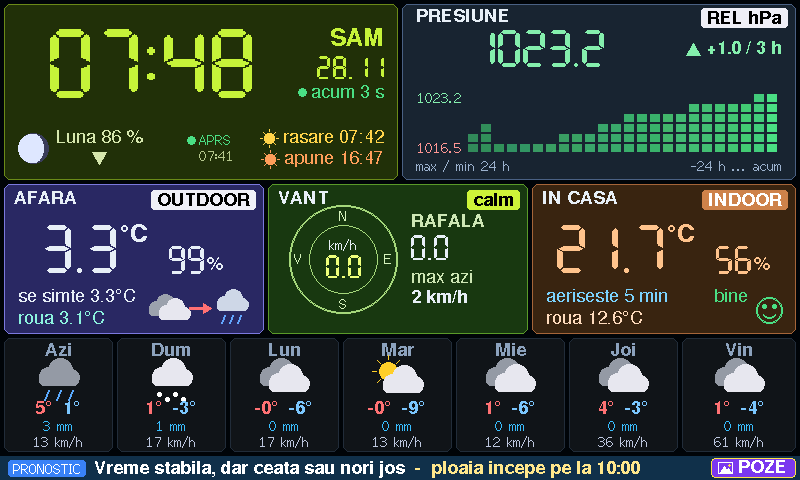 07:48
SAM
28.11
acum 3 s
Luna 86 %
APRS
07:41
rasare 07:42
apune 16:47
PRESIUNE
REL hPa
1023.2
+1.0 / 3 h
1023.2
1016.5
max / min 24 h
-24 h ... acum
AFARA
OUTDOOR
3.3°C
99%
se simte 3.3°C
roua 3.1°C
VANT
calm
N
V
km/h
0.0
E
S
RAFALA
0.0
max azi
2 km/h
IN CASA
INDOOR
21.7°C
56%
aeriseste 5 min
bine
roua 12.6°C
Azi
5° 1°
3 mm
13 km/h
Dum
1° -3°
1 mm
17 km/h
Lun
-0° -6°
0 mm
17 km/h
Mar
-0° -9°
0 mm
13 km/h
Mie
1° -6°
0 mm
12 km/h
Joi
4° -3°
0 mm
36 km/h
Vin
1° -4°
0 mm
61 km/h
PRONOSTIC
Vreme stabila, dar ceata sau nori jos - ploaia incepe pe la 10:00
POZE